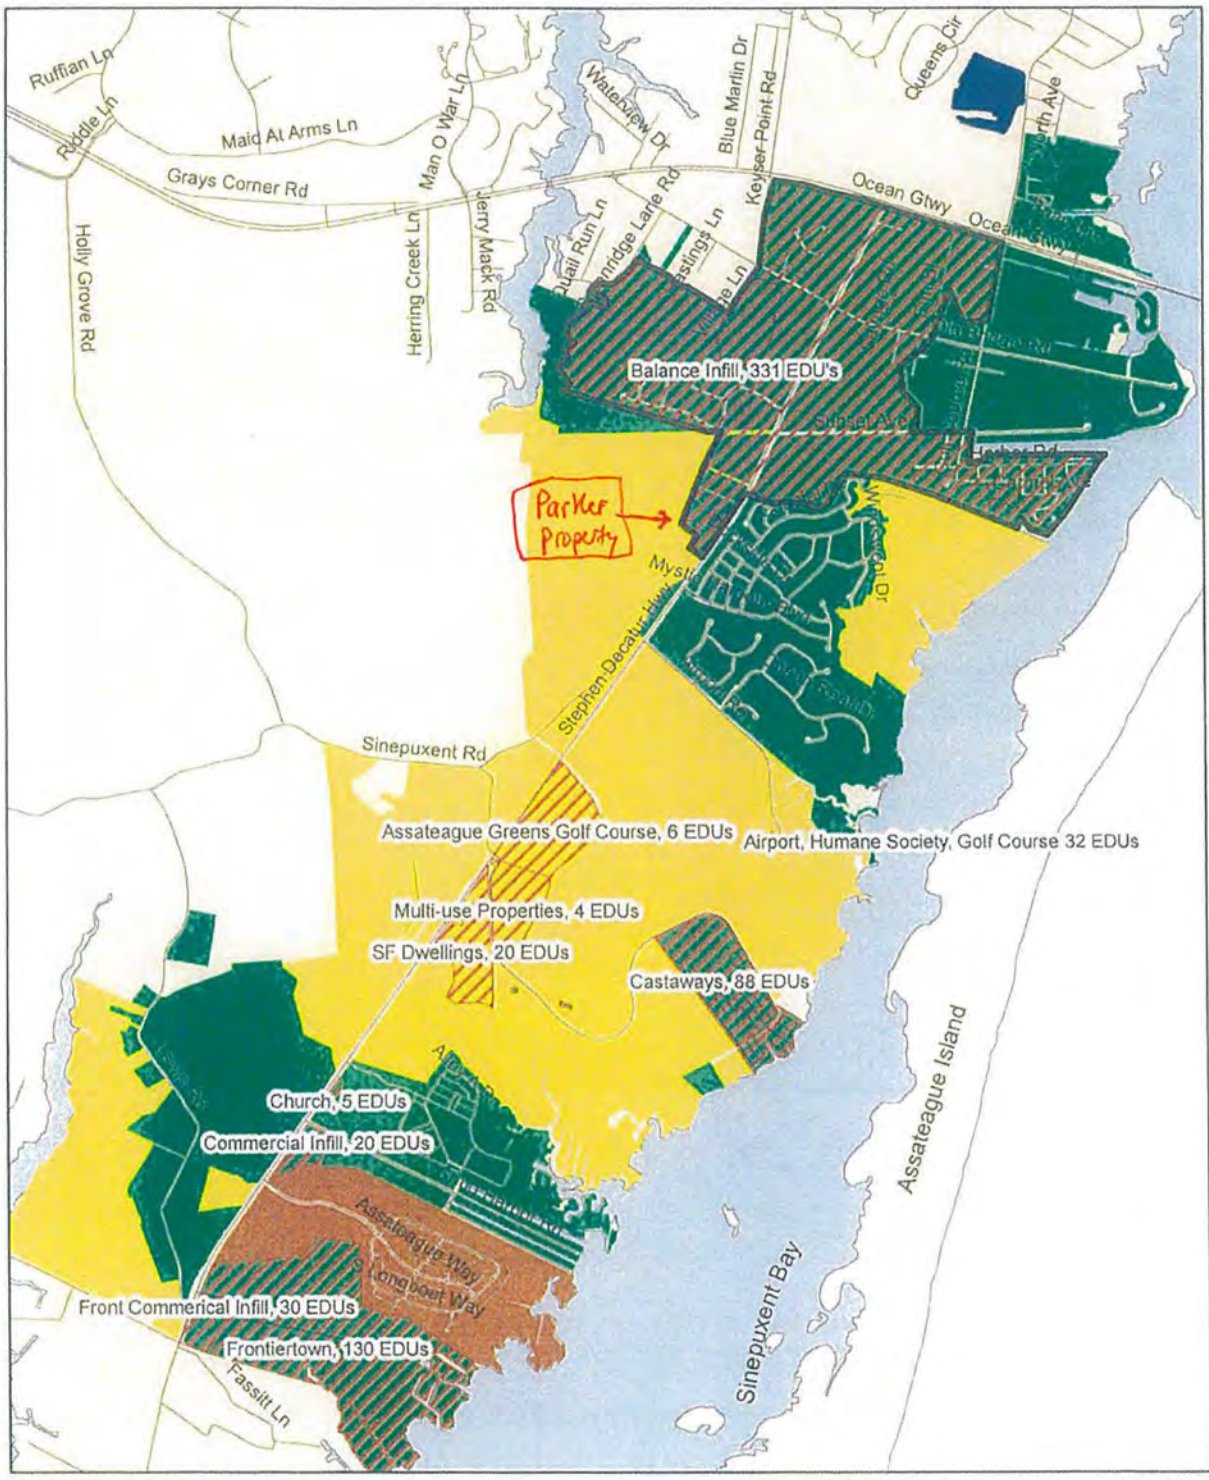 Ruffian Ln
Riddle Ln
Maid At Arms Ln
Grays Corner Rd
Man O War Ln
Jerry Mack Rd
Herring Creek Ln
Holly Grove Rd
Waterview Dr
Blue Marlin Dr
Keyser Point Rd
Queens Cir
Ocean Gtwy
Ocean Gtwy
Quail Run Ln
Balance Infill, 331 EDU's
Sunset Ave
Harbor Rd
Parker
Property
Stephen Decatur Hwy
Sinepuxent Rd
Assateague Greens Golf Course, 6 EDUs
Airport, Humane Society, Golf Course 32 EDUs
Multi-use Properties, 4 EDUs
SF Dwellings, 20 EDUs
Castaways, 88 EDUs
Church, 5 EDUs
Commercial Infill, 20 EDUs
Assateague Way
S Longboat Way
Front Commerical Infill, 30 EDUs
Frontiertown, 130 EDUs
Fassitt Ln
Sinepuxent Bay
Assateague Island